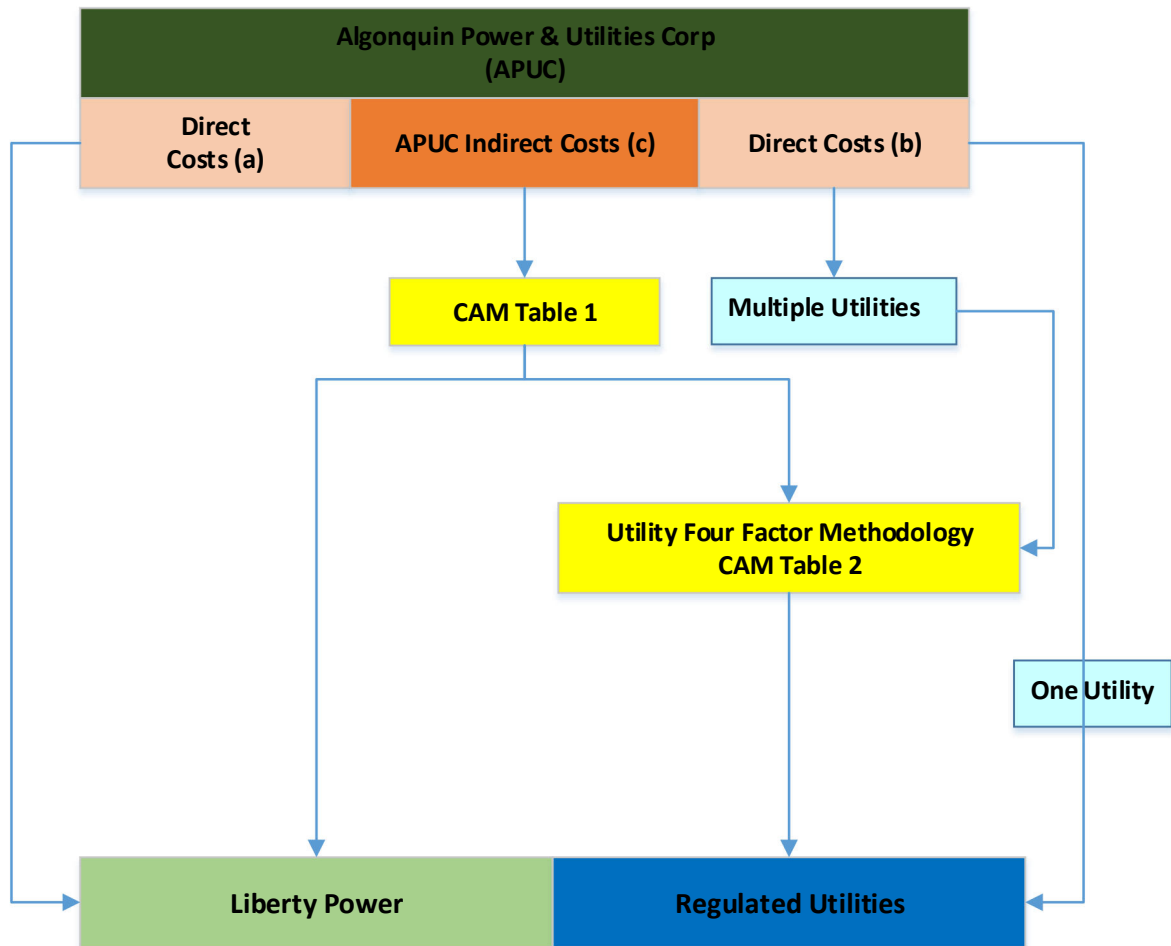 Algonquin Power & Utilities Corp
(APUC)
Direct
Costs (a)
APUC Indirect Costs (c)
Direct Costs (b)
CAM Table 1
Multiple Utilities
Utility Four Factor Methodology
CAM Table 2
One Utility
Liberty Power
Regulated Utilities